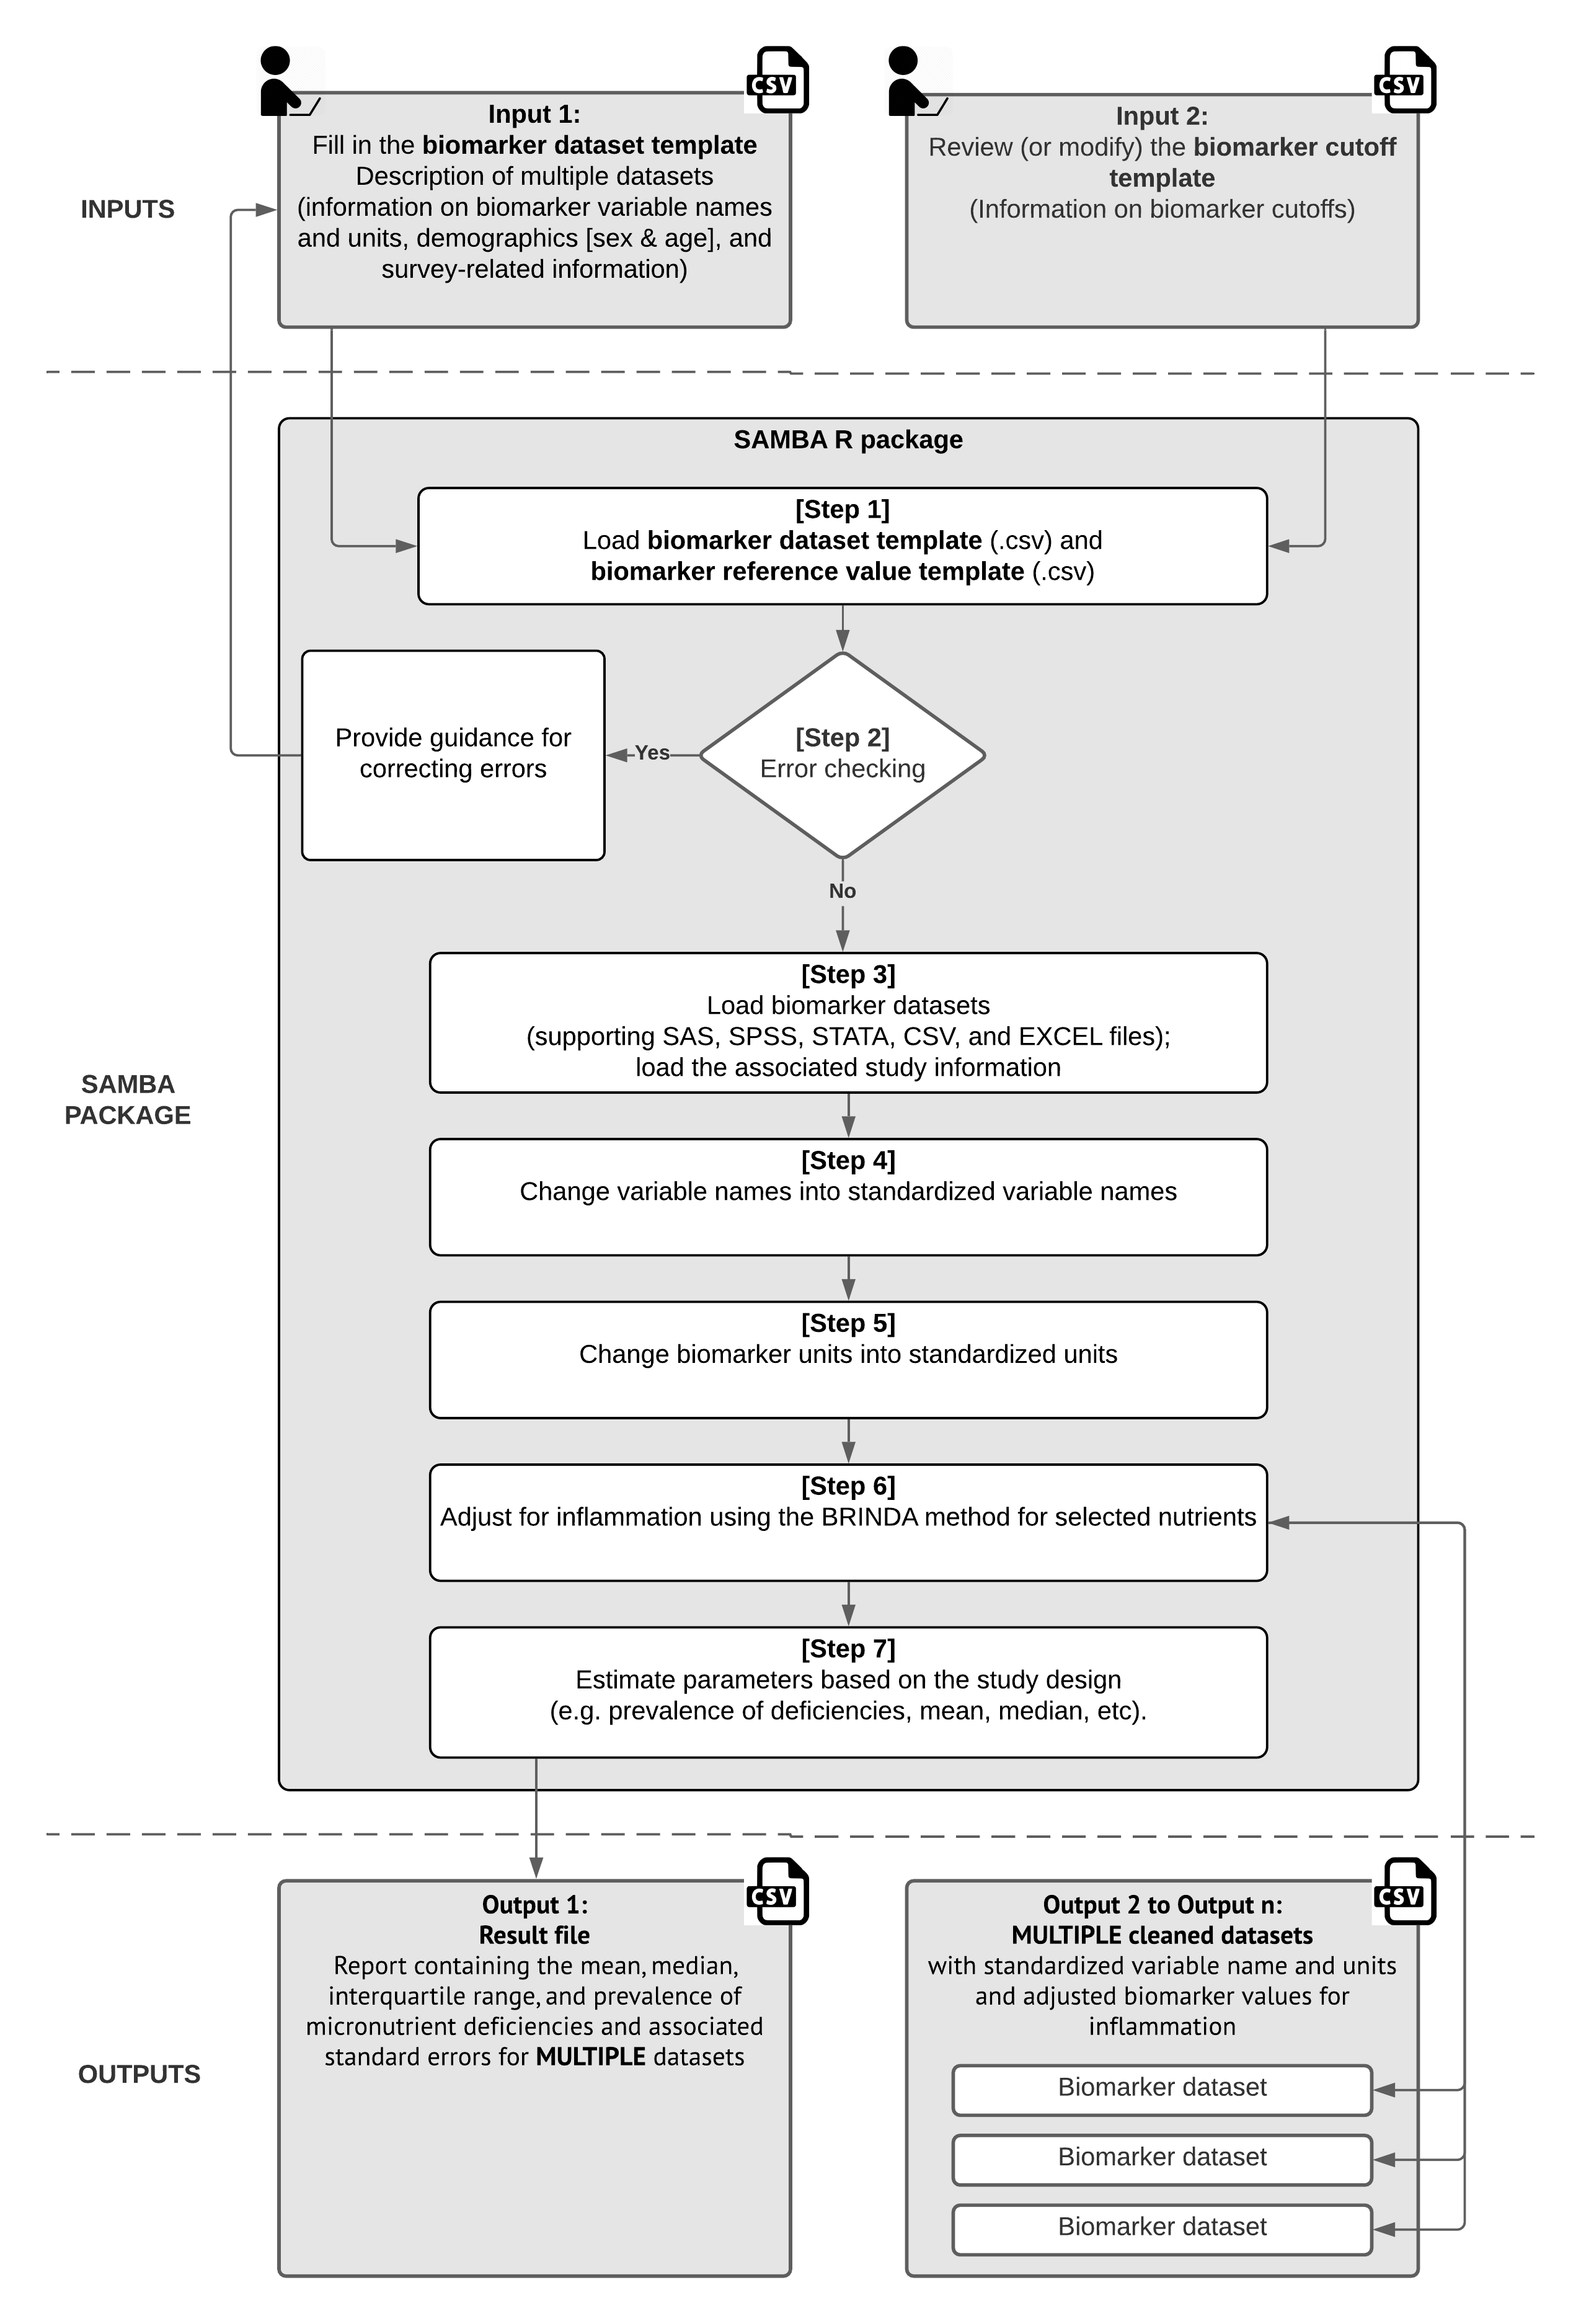 CSV
Input 1:
Fill in the biomarker dataset template
Description of multiple datasets
(information on biomarker variable names
and units, demographics [sex & age], and
survey-related information)
CSV
Input 2:
Review (or modify) the biomarker cutoff
template
(Information on biomarker cutoffs)
INPUTS
SAMBA R package
[Step 1]
Load biomarker dataset template (.csv) and
biomarker reference value template (.csv)
[Step 2]
Error checking
Yes
Provide guidance for
correcting errors
No
[Step 3]
Load biomarker datasets
(supporting SAS, SPSS, STATA, CSV, and EXCEL files);
load the associated study information
SAMBA
PACKAGE
[Step 4]
Change variable names into standardized variable names
[Step 5]
Change biomarker units into standardized units
[Step 6]
Adjust for inflammation using the BRINDA method for selected nutrients
[Step 7]
Estimate parameters based on the study design
(e.g. prevalence of deficiencies, mean, median, etc).
CSV
Output 1:
Result file
Report containing the mean, median,
interquartile range, and prevalence of
micronutrient deficiencies and associated
standard errors for MULTIPLE datasets
CSV
Output 2 to Output n:
MULTIPLE cleaned datasets
with standardized variable name and units
and adjusted biomarker values for
inflammation
OUTPUTS
Biomarker dataset
Biomarker dataset
Biomarker dataset